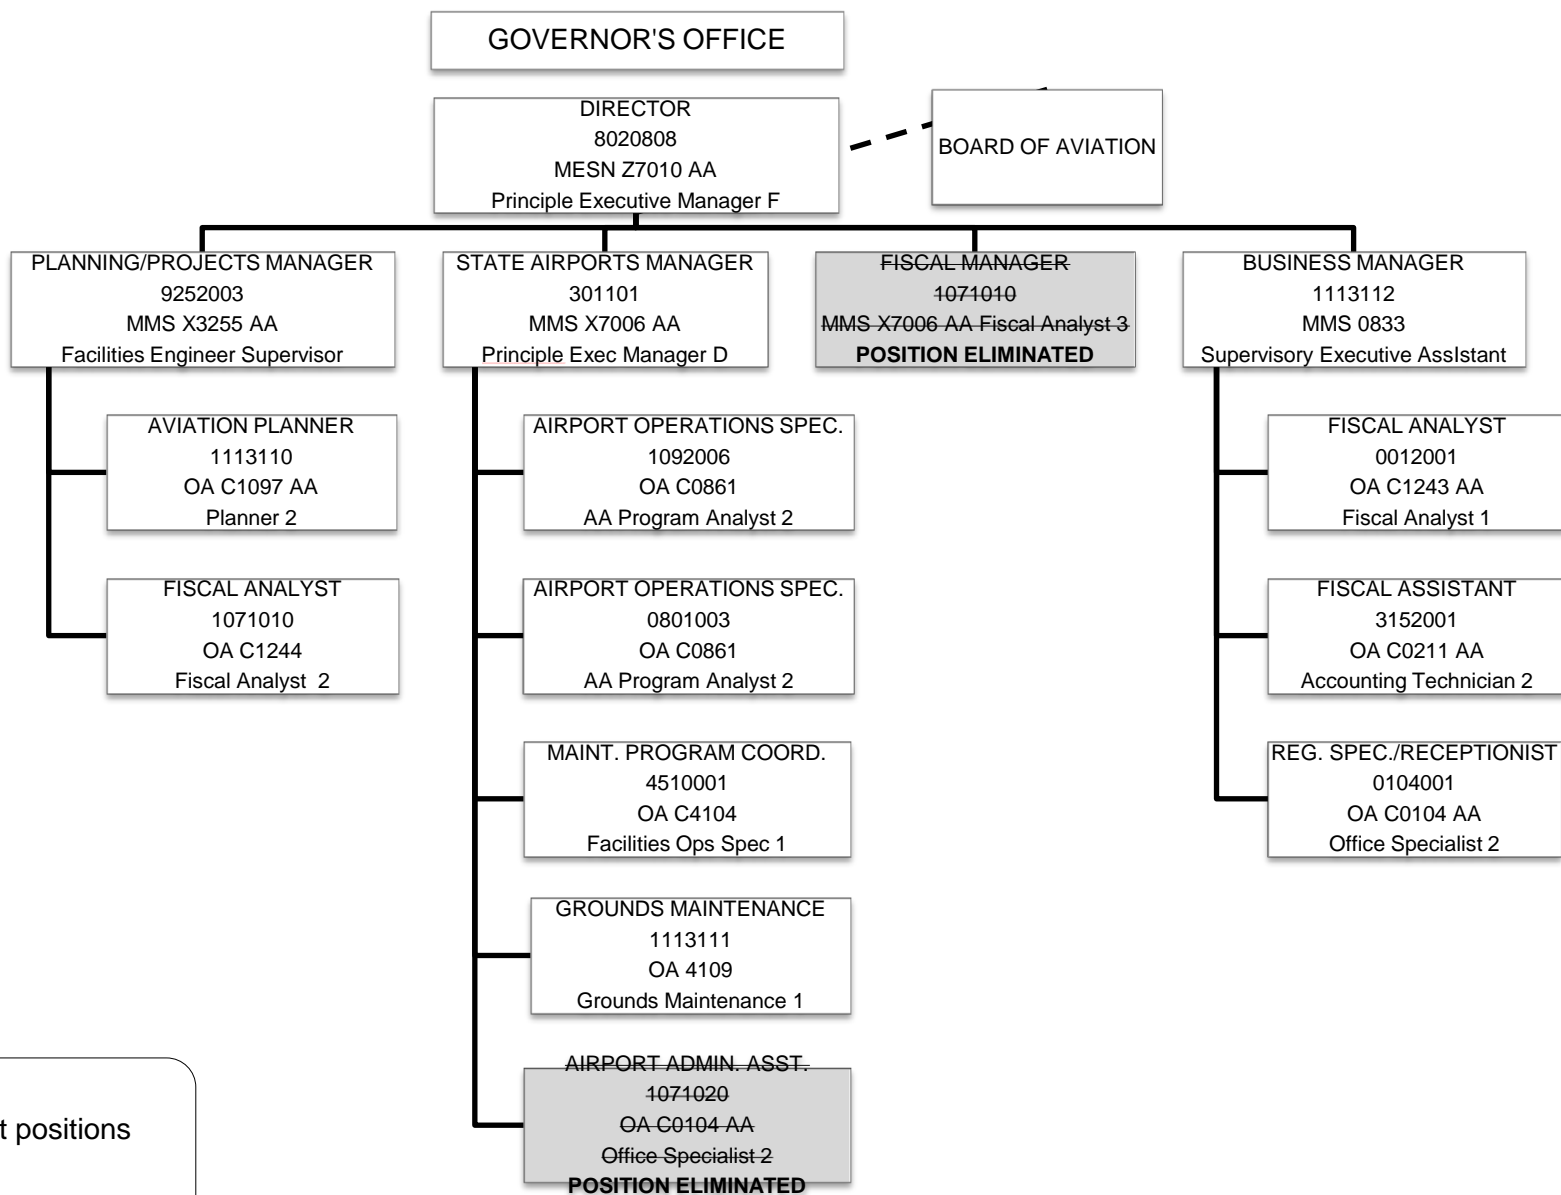 GOVERNOR'S OFFICE
DIRECTOR
8020808
MESN Z7010 AA
Principle Executive Manager F
BOARD OF AVIATION
PLANNING/PROJECTS MANAGER
9252003
MMS X3255 AA
Facilities Engineer Supervisor
STATE AIRPORTS MANAGER
301101
MMS X7006 AA
Principle Exec Manager D
FISCAL MANAGER
1071010
MMS X7006 AA Fiscal Analyst 3
POSITION ELIMINATED
BUSINESS MANAGER
1113112
MMS 0833
Supervisory Executive AssIstant
AVIATION PLANNER
1113110
OA C1097 AA
Planner 2
FISCAL ANALYST
1071010
OA C1244
Fiscal Analyst  2
AIRPORT OPERATIONS SPEC.
1092006
OA C0861
AA Program Analyst 2
AIRPORT OPERATIONS SPEC.
0801003
OA C0861
AA Program Analyst 2
MAINT. PROGRAM COORD.
4510001
OA C4104
Facilities Ops Spec 1
GROUNDS MAINTENANCE
1113111
OA 4109
Grounds Maintenance 1
AIRPORT ADMIN. ASST.
1071020
OA C0104 AA
Office Specialist 2
POSITION ELIMINATED
FISCAL ANALYST
0012001
OA C1243 AA
Fiscal Analyst 1
FISCAL ASSISTANT
3152001
OA C0211 AA
Accounting Technician 2
REG. SPEC./RECEPTIONIST
0104001
OA C0104 AA
Office Specialist 2
t positions